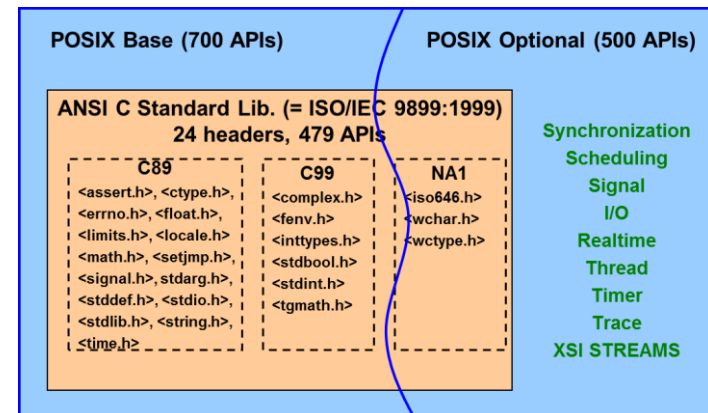 POSIX Base (700 APIs)
POSIX Optional (500 APIs)
ANSI C Standard Lib. (= ISO/IEC 9899:1999)
24 headers, 479 APIs
C89
<assert.h>, <ctype.h>,
<errno.h>, <float.h>,
<limits.h>, <locale.h>
<math.h>, <setjmp.h>,
<signal.h>, stdarg.h>,
<stddef.h>, <stdio.h>,
<stdlib.h>, <string.h>,
<time.h>
C99
<complex.h>
<fenv.h>
<inttypes.h>
<stdbool.h>
<stdint.h>
<tgmath.h>
NA1
<iso646.h>
<wchar.h>
<wctype.h>
Synchronization
Scheduling
Signal
I/O
Realtime
Thread
Timer
Trace
XSI STREAMS